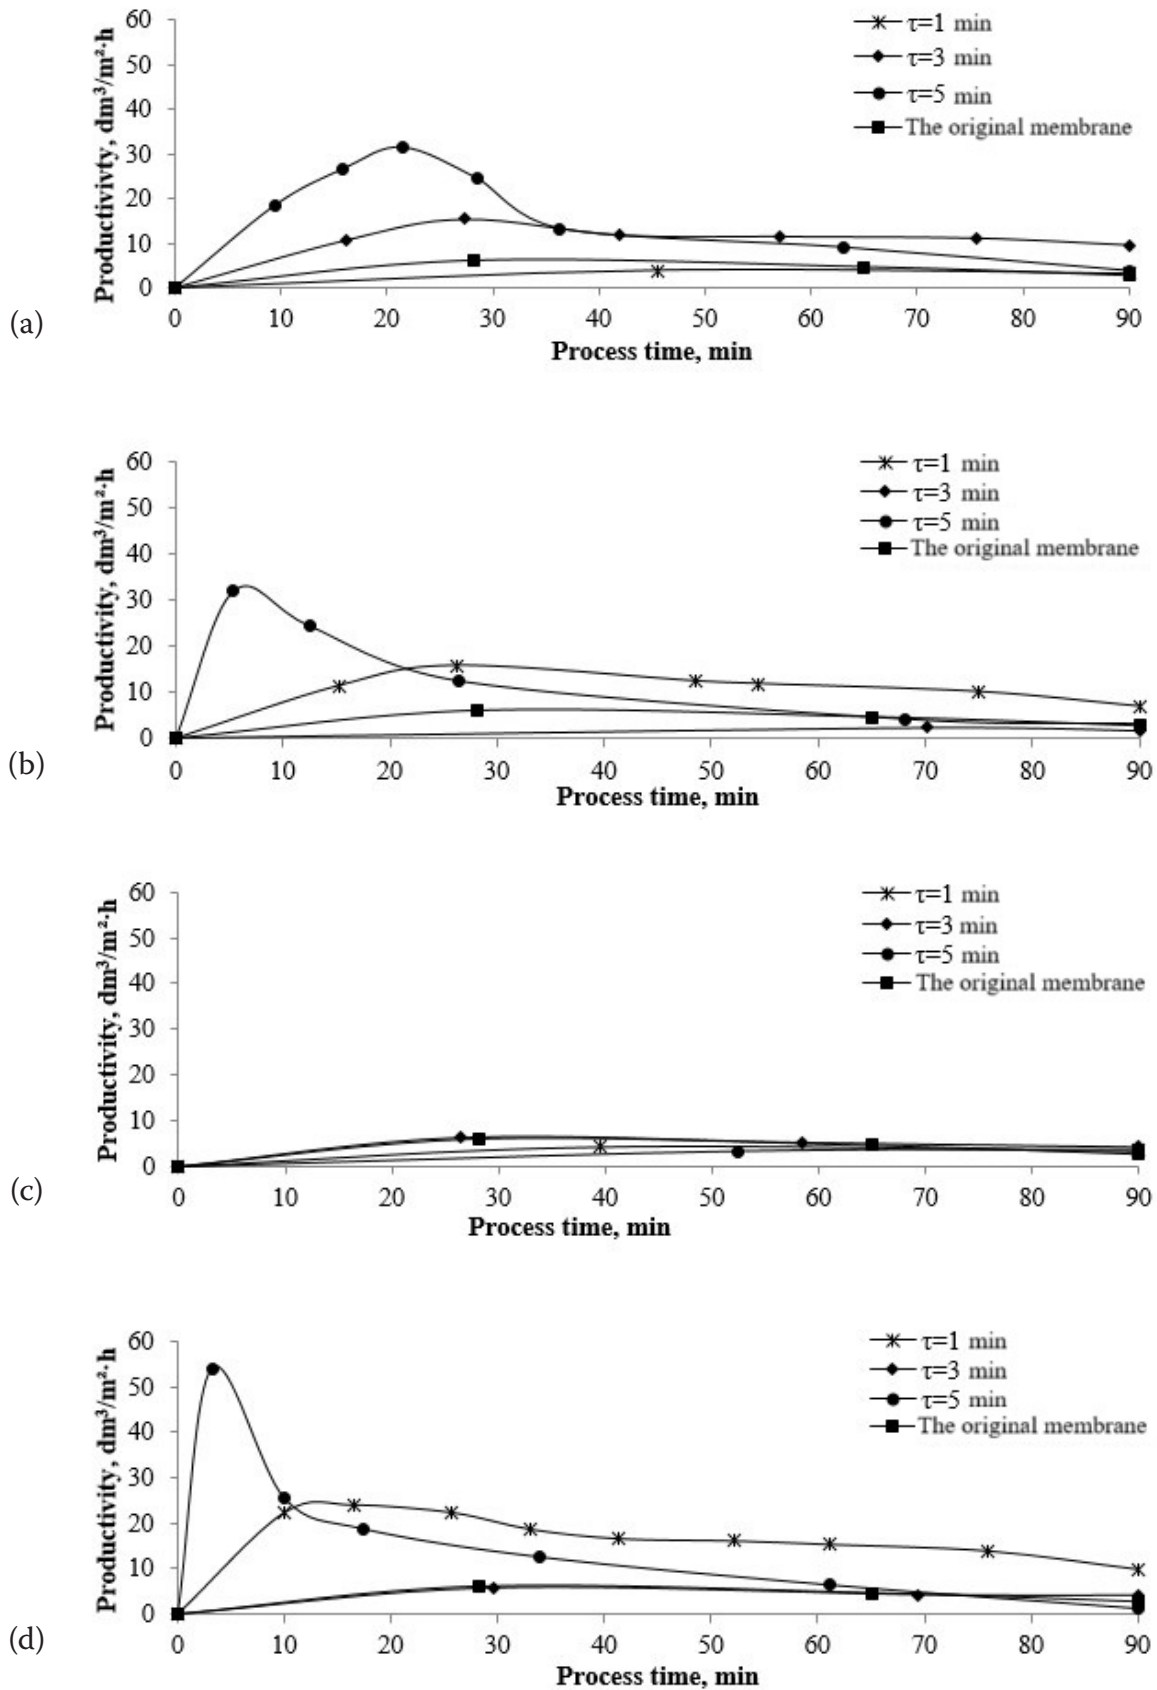 60
50
40
30
20
10
0
Productivivty, dm³/m²·h
τ=1 min
τ=3 min
τ=5 min
The original membrane
0 10 20 30 40 50 60 70 80 90
Process time, min
(a)
60
50
40
30
20
10
0
Productivity, dm³/m²·h
τ=1 min
τ=3 min
τ=5 min
The original membrane
0 10 20 30 40 50 60 70 80 90
Process time, min
(b)
60
50
40
30
20
10
0
Productivity, dm³/m²·h
τ=1 min
τ=3 min
τ=5 min
The original membrane
0 10 20 30 40 50 60 70 80 90
Process time, min
(c)
60
50
40
30
20
10
0
Productivity, dm³/m²·h
τ=1 min
τ=3 min
τ=5 min
The original membrane
0 10 20 30 40 50 60 70 80 90
Process time, min
(d)